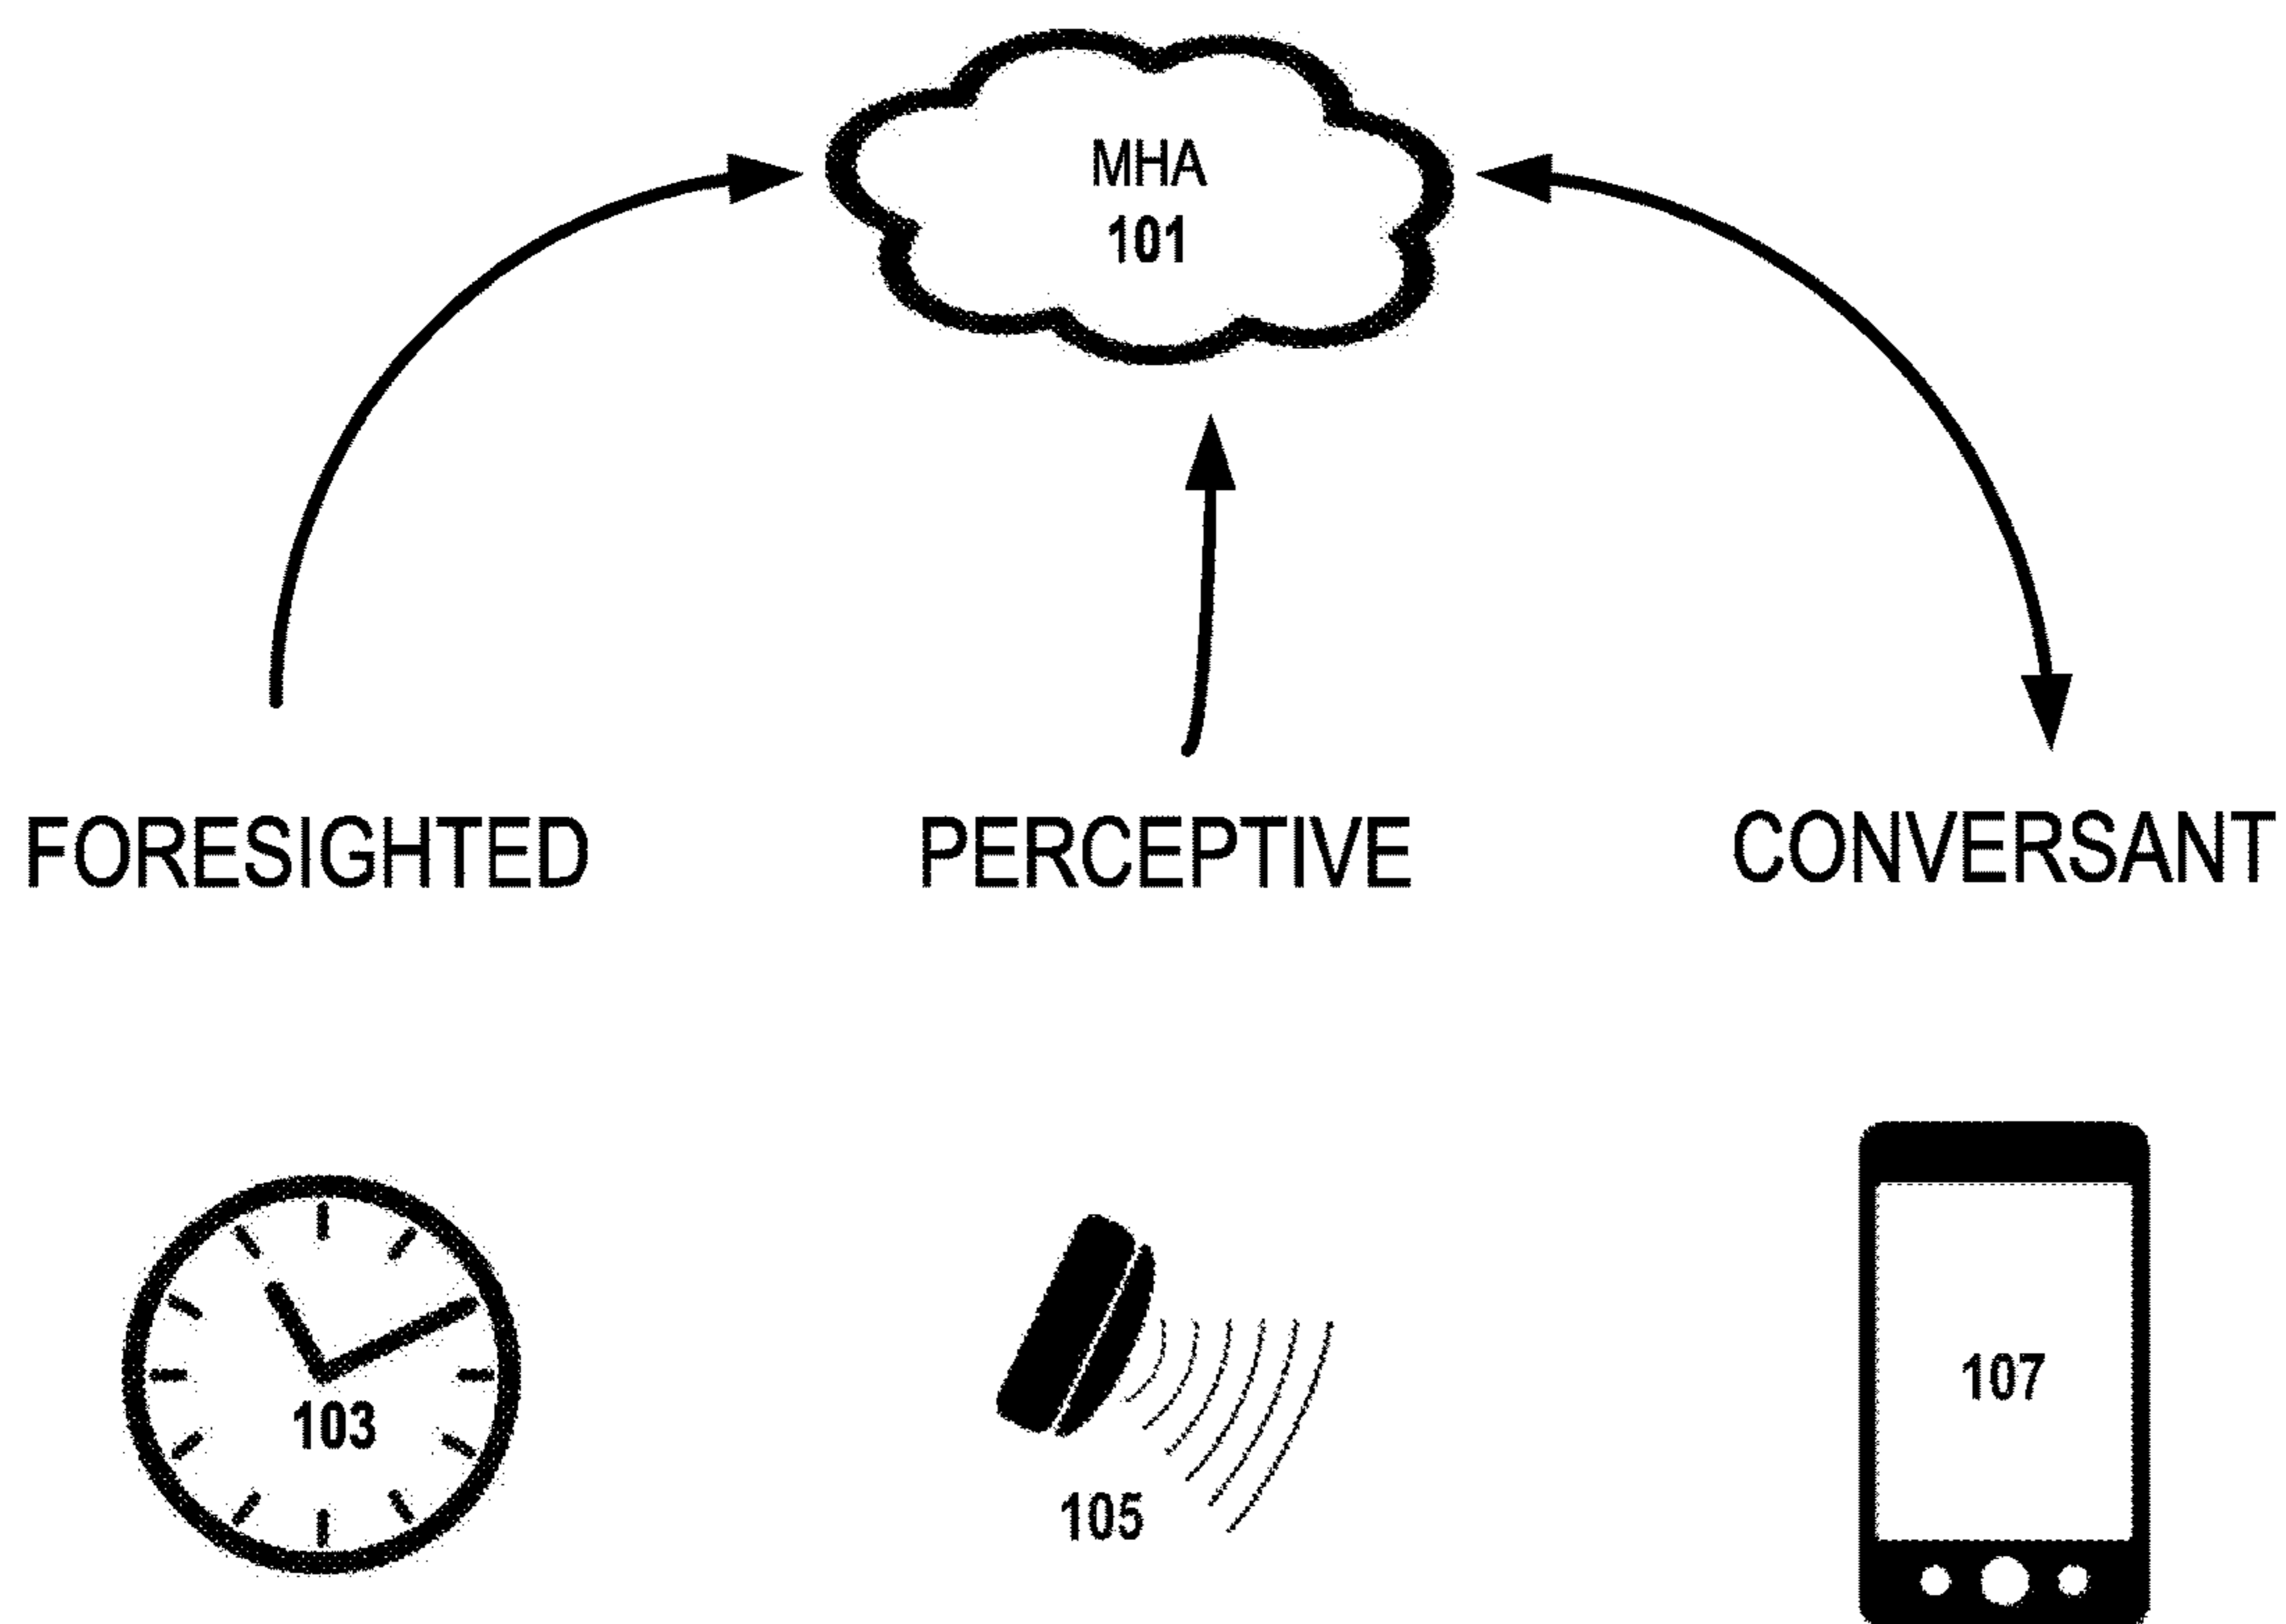 MHA
101
FORESIGHTED
PERCEPTIVE
CONVERSANT
103
105
107